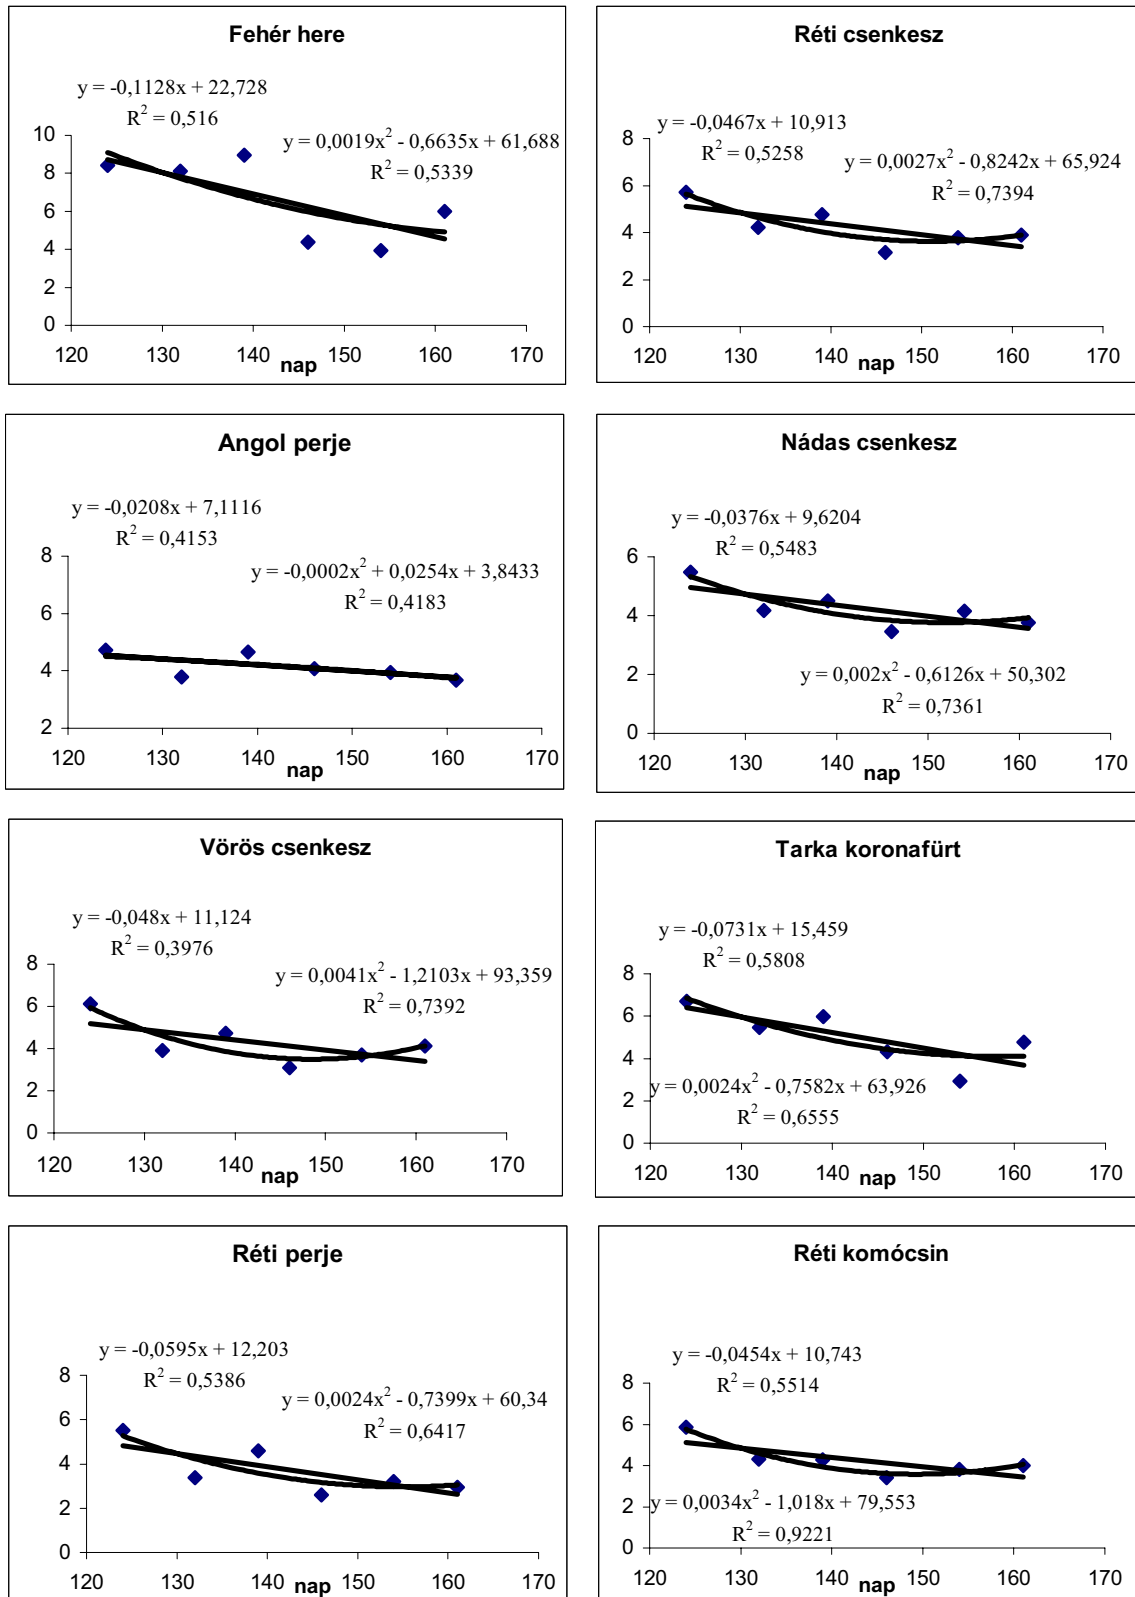 Fehér here
y = -0,1128x + 22,728
R² = 0,516
y = 0,0019x² - 0,6635x + 61,688
R² = 0,5339
10
8
6
4
2
0
120 130 140 150 160 170
nap
Réti csenkesz
y = -0,0467x + 10,913
R² = 0,5258
y = 0,0027x² - 0,8242x + 65,924
R² = 0,7394
8
6
4
2
0
120 130 140 150 160 170
nap
Angol perje
y = -0,0208x + 7,1116
R² = 0,4153
y = -0,0002x² + 0,0254x + 3,8433
R² = 0,4183
8
6
4
2
120 130 140 150 160 170
nap
Nádas csenkesz
y = -0,0376x + 9,6204
R² = 0,5483
y = 0,002x² - 0,6126x + 50,302
R² = 0,7361
6
4
2
0
120 130 140 150 160 170
nap
Vörös csenkesz
y = -0,048x + 11,124
R² = 0,3976
y = 0,0041x² - 1,2103x + 93,359
R² = 0,7392
8
6
4
2
0
120 130 140 150 160 170
nap
Tarka koronafürt
y = -0,0731x + 15,459
R² = 0,5808
y = 0,0024x² - 0,7582x + 63,926
R² = 0,6555
8
6
4
2
0
120 130 140 150 160 170
nap
Réti perje
y = -0,0595x + 12,203
R² = 0,5386
y = 0,0024x² - 0,7399x + 60,34
R² = 0,6417
8
6
4
2
0
120 130 140 150 160 170
nap
Réti komócsin
y = -0,0454x + 10,743
R² = 0,5514
y = 0,0034x² - 1,018x + 79,553
R² = 0,9221
8
6
4
2
0
120 130 140 150 160 170
nap